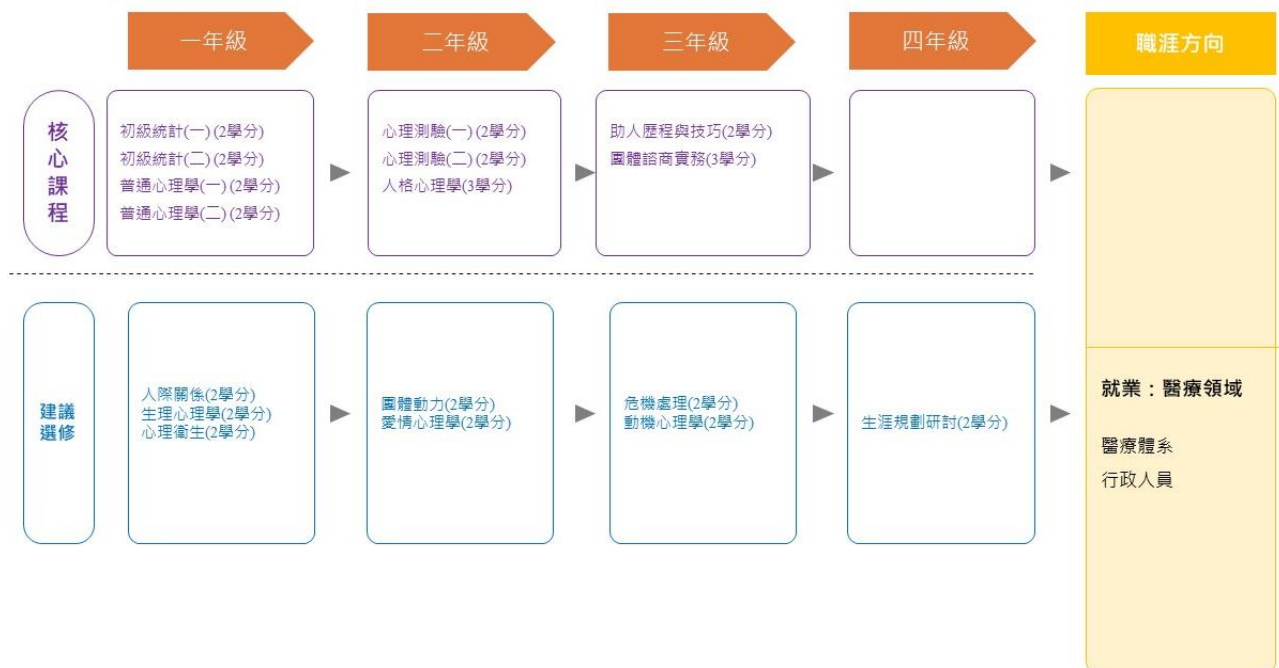 一年級
二年級
三年級
四年級
職涯方向
核心課程
初級統計(一) (2學分)
初級統計(二) (2學分)
普通心理學(一) (2學分)
普通心理學(二) (2學分)
心理測驗(一) (2學分)
心理測驗(二) (2學分)
人格心理學(3學分)
助人歷程與技巧(2學分)
團體諮商實務(3學分)
建議
選修
人際關係(2學分)
生理心理學(2學分)
心理衛生(2學分)
團體動力(2學分)
愛情心理學(2學分)
危機處理(2學分)
動機心理學(2學分)
生涯規劃研討(2學分)
就業：醫療領域
醫療體系
行政人員